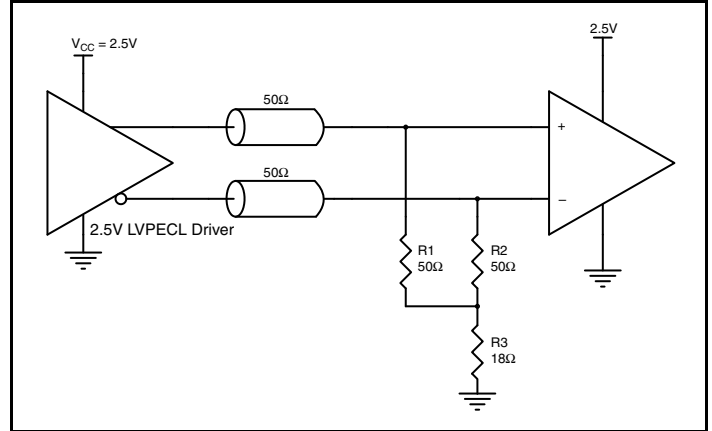 V_CC = 2.5V
2.5V
50Ω
+
50Ω
–
2.5V LVPECL Driver
R1
50Ω
R2
50Ω
R3
18Ω